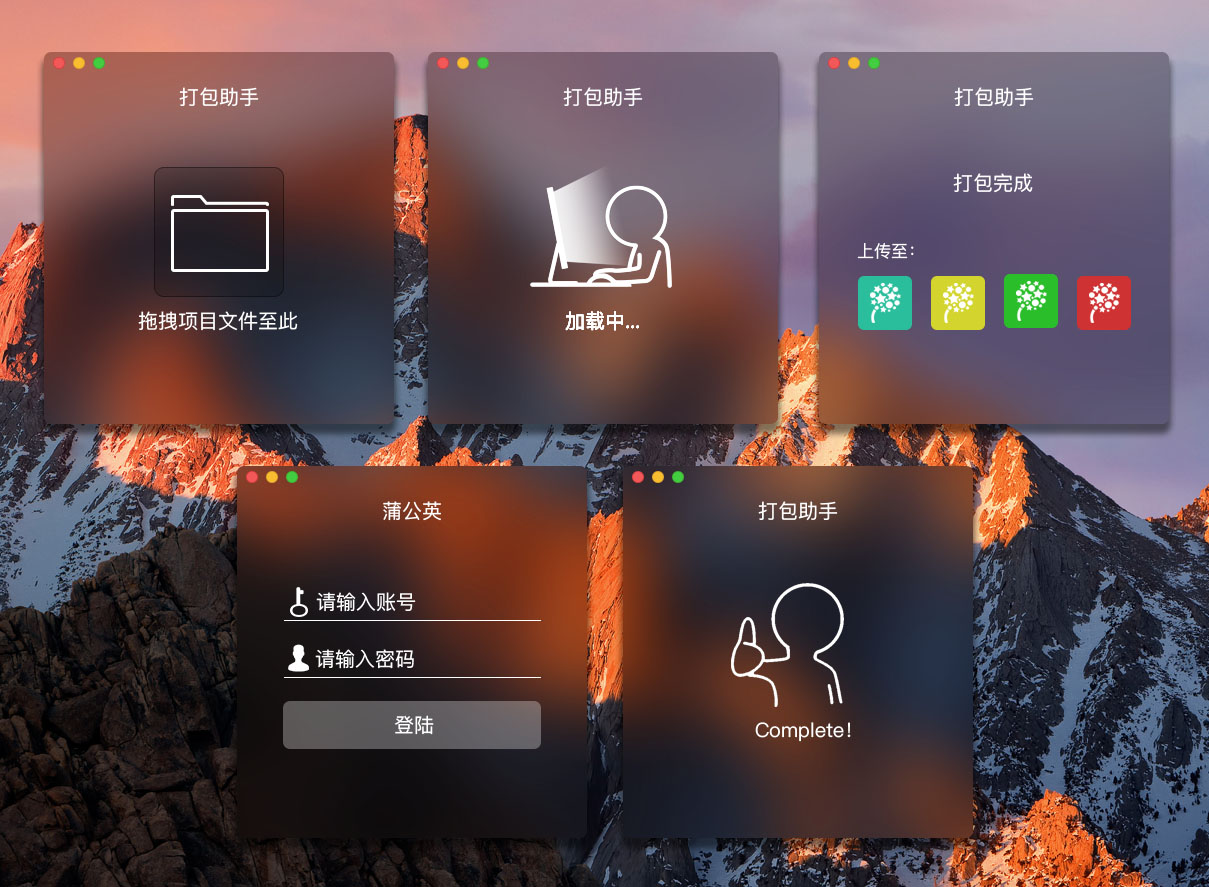 打包助手
拖拽项目文件至此
打包助手
加载中...
打包助手
打包完成
上传至：
蒲公英
请输入账号
请输入密码
登陆
打包助手
Complete！